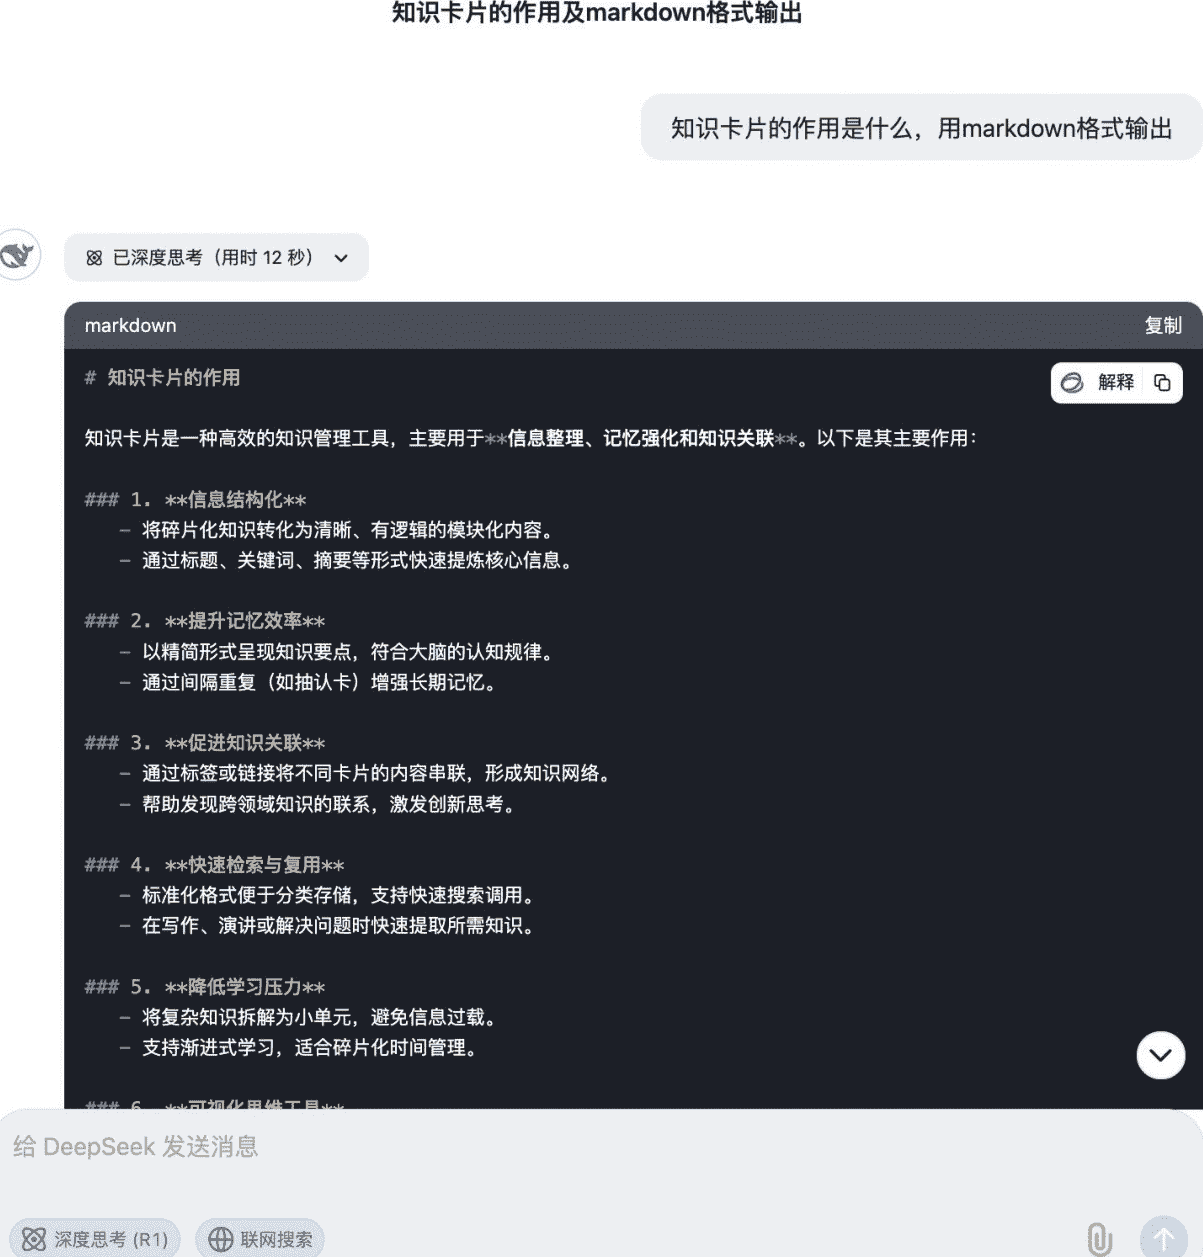 知识卡片的作用及markdown格式输出
知识卡片的作用是什么，用markdown格式输出
已深度思考（用时 12 秒）
markdown 复制
# 知识卡片的作用
解释
知识卡片是一种高效的知识管理工具，主要用于**信息整理、记忆强化和知识关联**。以下是其主要作用：
### 1. **信息结构化**
- 将碎片化知识转化为清晰、有逻辑的模块化内容。
- 通过标题、关键词、摘要等形式快速提炼核心信息。
### 2. **提升记忆效率**
- 以精简形式呈现知识要点，符合大脑的认知规律。
- 通过间隔重复（如抽认卡）增强长期记忆。
### 3. **促进知识关联**
- 通过标签或链接将不同卡片的内容串联，形成知识网络。
- 帮助发现跨领域知识的联系，激发创新思考。
### 4. **快速检索与复用**
- 标准化格式便于分类存储，支持快速搜索调用。
- 在写作、演讲或解决问题时快速提取所需知识。
### 5. **降低学习压力**
- 将复杂知识拆解为小单元，避免信息过载。
- 支持渐进式学习，适合碎片化时间管理。
### 6. **可视化思维工具**
给 DeepSeek 发送消息
深度思考 (R1) 联网搜索